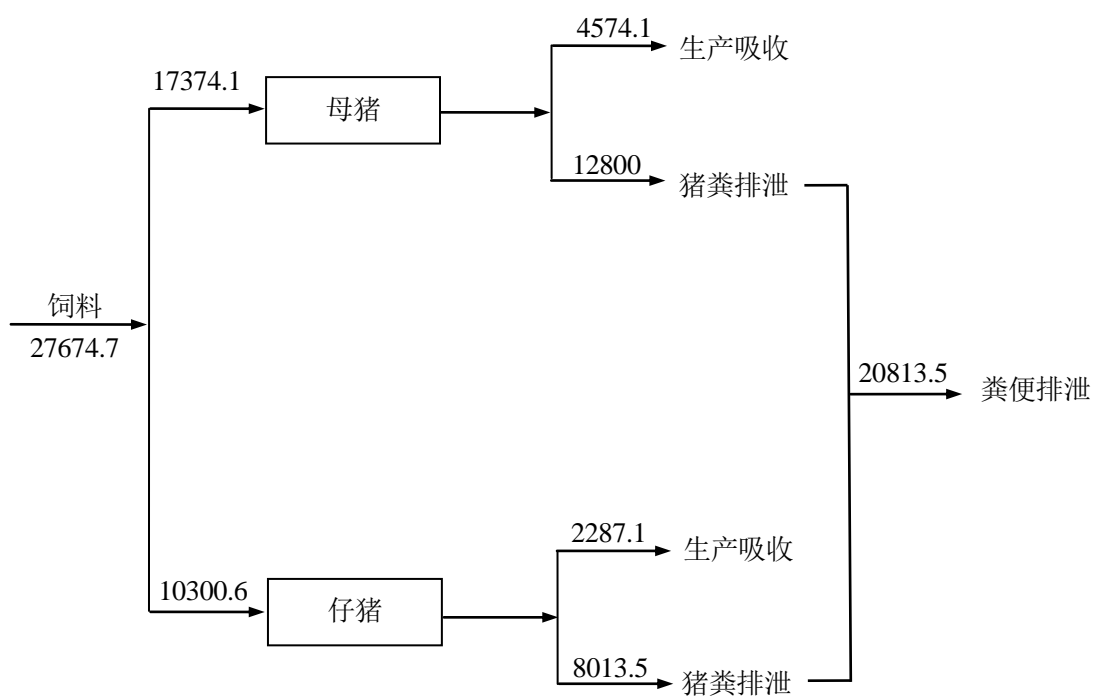 4574.1
生产吸收
17374.1
母猪
12800
猪粪排泄
饲料
27674.7
20813.5
粪便排泄
2287.1
生产吸收
10300.6
仔猪
8013.5
猪粪排泄